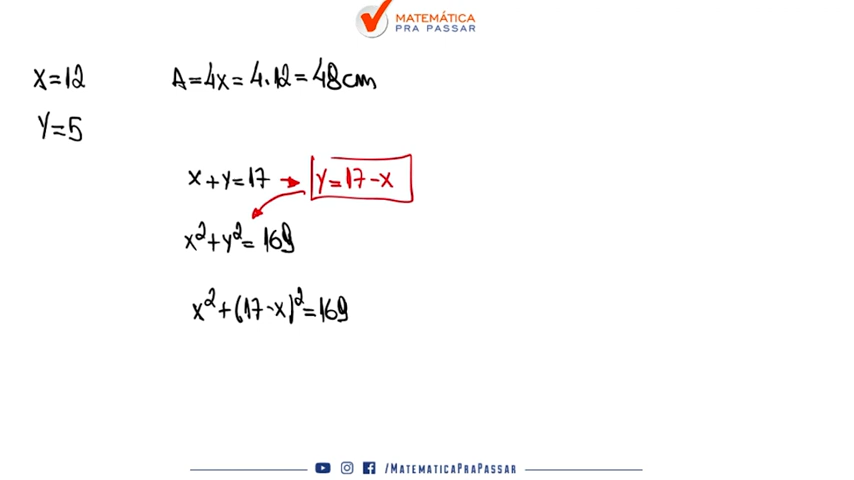 MATEMÁTICA
PRA PASSAR
x=12 A=4x=4.12=48cm
Y=5
x+y=17 → y=17-x
x²+y²=169
x²+(17-x)²=169
/MATEMATICAPRAPASSAR